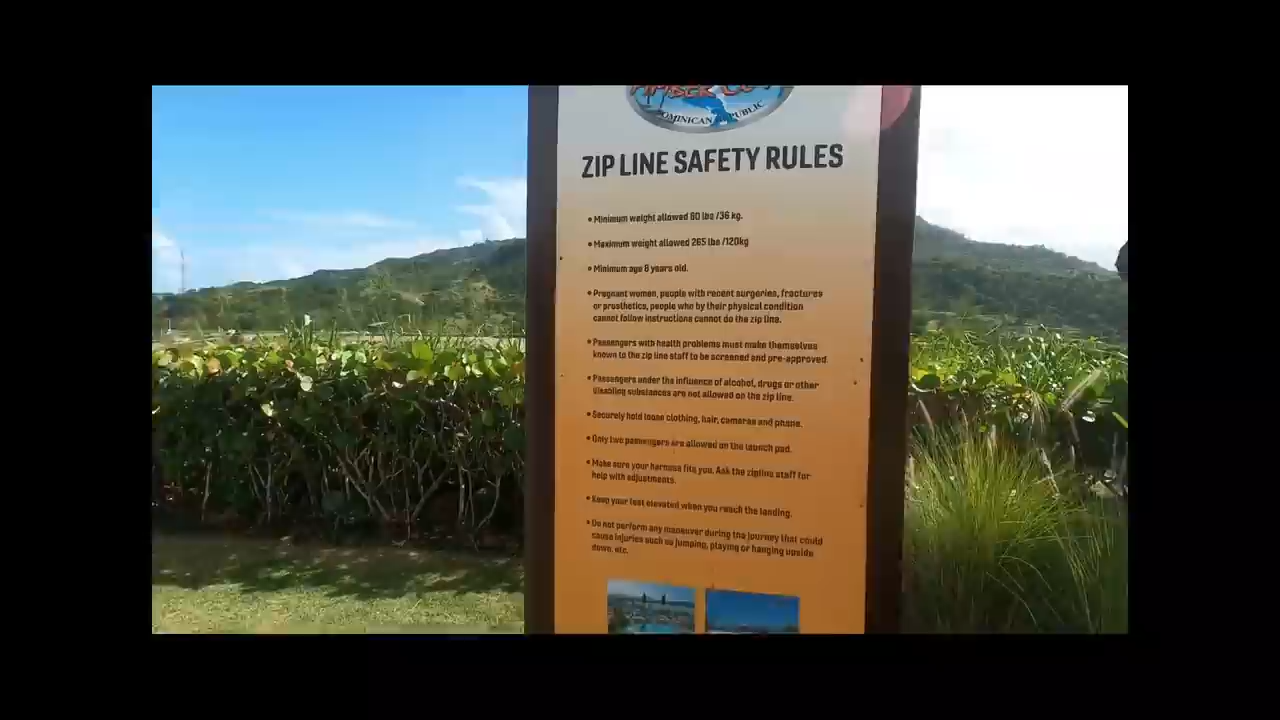 AMBER COVE
DOMINICAN REPUBLIC
ZIP LINE SAFETY RULES
• Minimum weight allowed 80 lbs /36 kg.
• Maximum weight allowed 265 lbs /120kg
• Minimum age 8 years old.
• Pregnant women, people with recent surgeries, fractures
or prosthetics, people who by their physical condition
cannot follow instructions cannot do the zip line.
• Passengers with health problems must make themselves
known to the zip line staff to be screened and pre-approved.
• Passengers under the influence of alcohol, drugs or other
disabling substances are not allowed on the zip line.
• Securely hold loose clothing, hair, cameras and phone.
• Only two passengers are allowed on the launch pad.
• Make sure your harness fits you. Ask the zipline staff for
help with adjustments.
• Keep your feet elevated when you reach the landing.
• Do not perform any maneuver during the journey that could
cause injuries such as jumping, playing or hanging upside
down, etc.